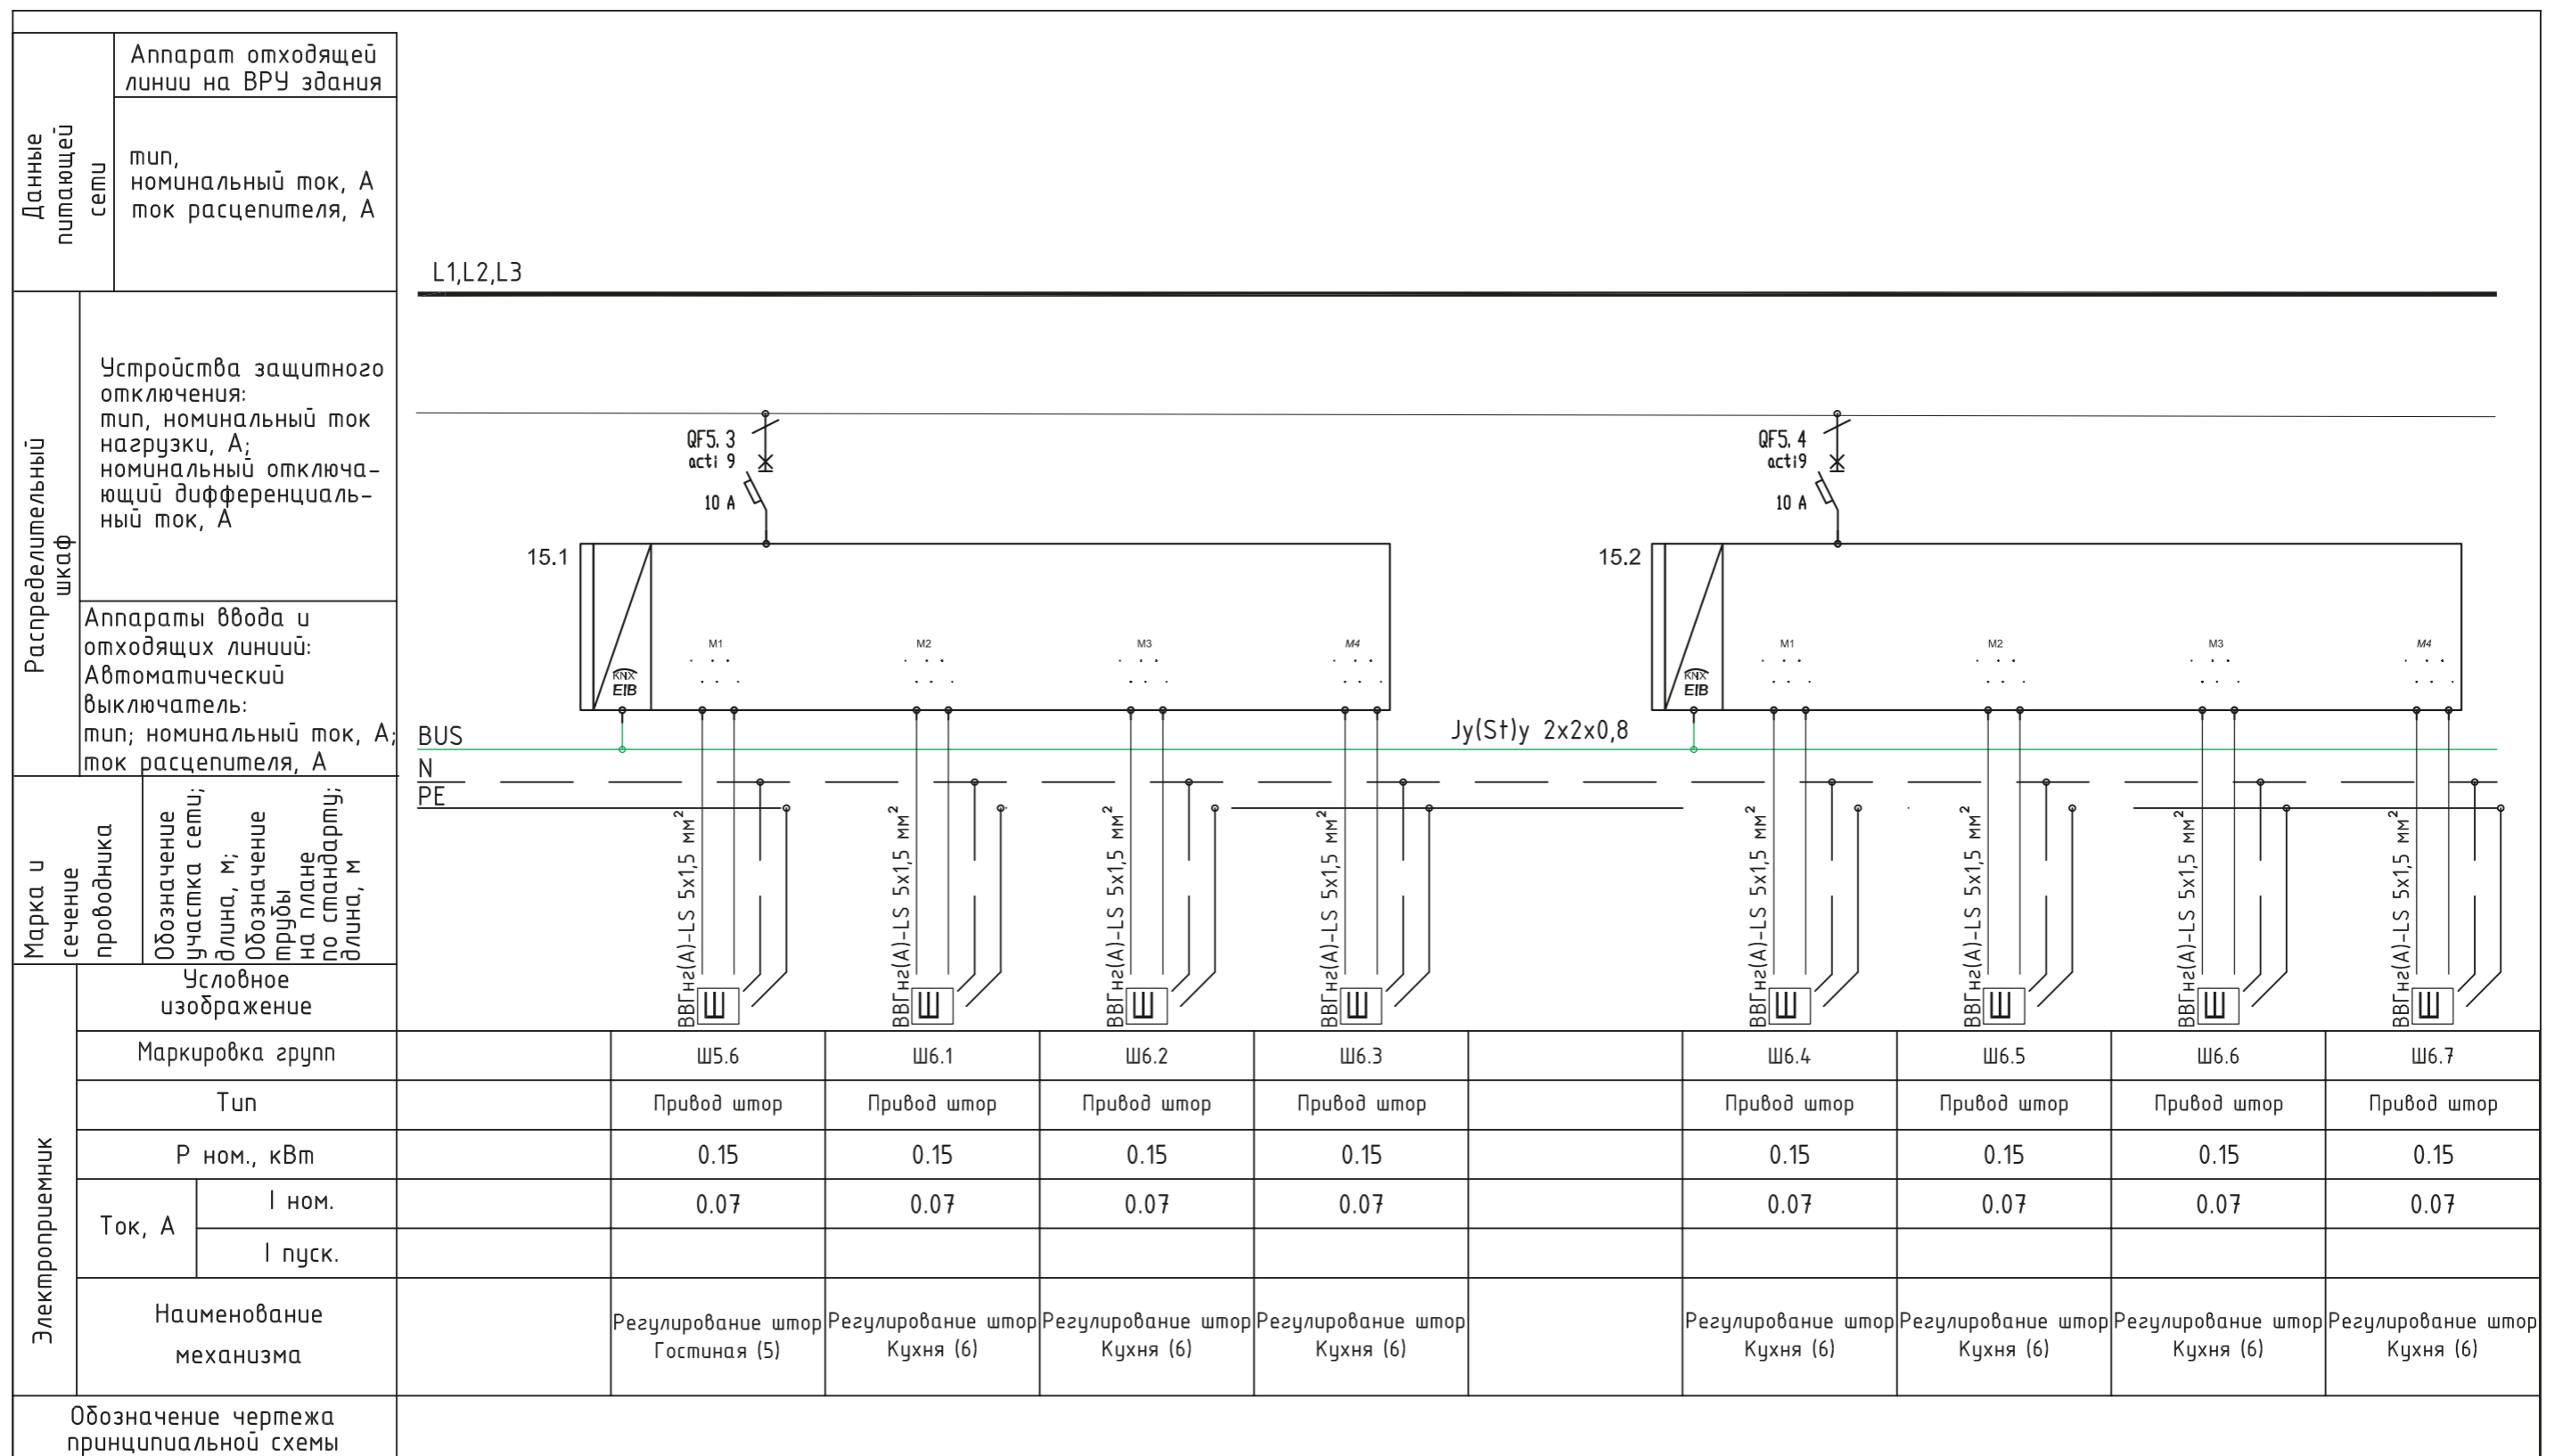 Данные
питающей
сети
Аппарат отходящей
линии на ВРУ здания
тип,
номинальный ток, А
ток расцепителя, А
L1,L2,L3
Распределительный
шкаф
Устройства защитного
отключения:
тип, номинальный ток
нагрузки, А;
номинальный отключа-
ющий дифференциаль-
ный ток, А
Аппараты ввода и
отходящих линиий:
Автоматический
выключатель:
тип; номинальный ток, А;
ток расцепителя, А
QF5.3
acti 9
10 A
QF5.4
acti9
10 A
15.1
M1
M2
M3
M4
KNX
EIB
15.2
M1
M2
M3
M4
KNX
EIB
BUS
Jy(St)y 2x2x0,8
N
PE
Марка и
сечение
проводника
Обозначение
участка сети;
длина, м;
Обозначение
трубы
на плане
по стандарту;
длина, м
ВВГнг(А)-LS 5x1,5 мм²
ВВГнг(А)-LS 5x1,5 мм²
ВВГнг(А)-LS 5x1,5 мм²
ВВГнг(А)-LS 5x1,5 мм²
ВВГнг(А)-LS 5x1,5 мм²
ВВГнг(А)-LS 5x1,5 мм²
ВВГнг(А)-LS 5x1,5 мм²
ВВГнг(А)-LS 5x1,5 мм²
Электроприемник
Условное
изображение
Ш Ш Ш Ш Ш Ш Ш Ш
Маркировка групп Ш5.6 Ш6.1 Ш6.2 Ш6.3 Ш6.4 Ш6.5 Ш6.6 Ш6.7
Тип Привод штор Привод штор Привод штор Привод штор Привод штор Привод штор Привод штор Привод штор
Р ном., кВт 0.15 0.15 0.15 0.15 0.15 0.15 0.15 0.15
Ток, А
I ном. 0.07 0.07 0.07 0.07 0.07 0.07 0.07 0.07
I пуск.
Наименование
механизма
Регулирование штор
Гостиная (5)
Регулирование штор
Кухня (6)
Регулирование штор
Кухня (6)
Регулирование штор
Кухня (6)
Регулирование штор
Кухня (6)
Регулирование штор
Кухня (6)
Регулирование штор
Кухня (6)
Регулирование штор
Кухня (6)
Обозначение чертежа
принципиальной схемы